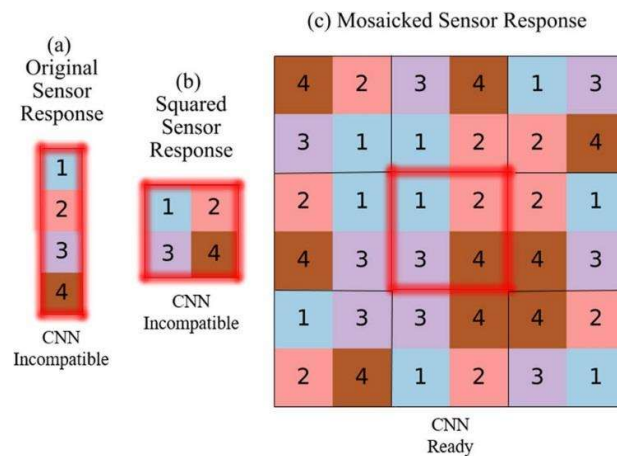 (a)
Original
Sensor
Response
1
2
3
4
CNN
Incompatible
(b)
Squared
Sensor
Response
1 2
3 4
CNN
Incompatible
(c) Mosaicked Sensor Response
4 2 3 4 1 3
3 1 1 2 2 4
2 1 1 2 2 1
4 3 3 4 4 3
1 3 3 4 4 2
2 4 1 2 3 1
CNN
Ready